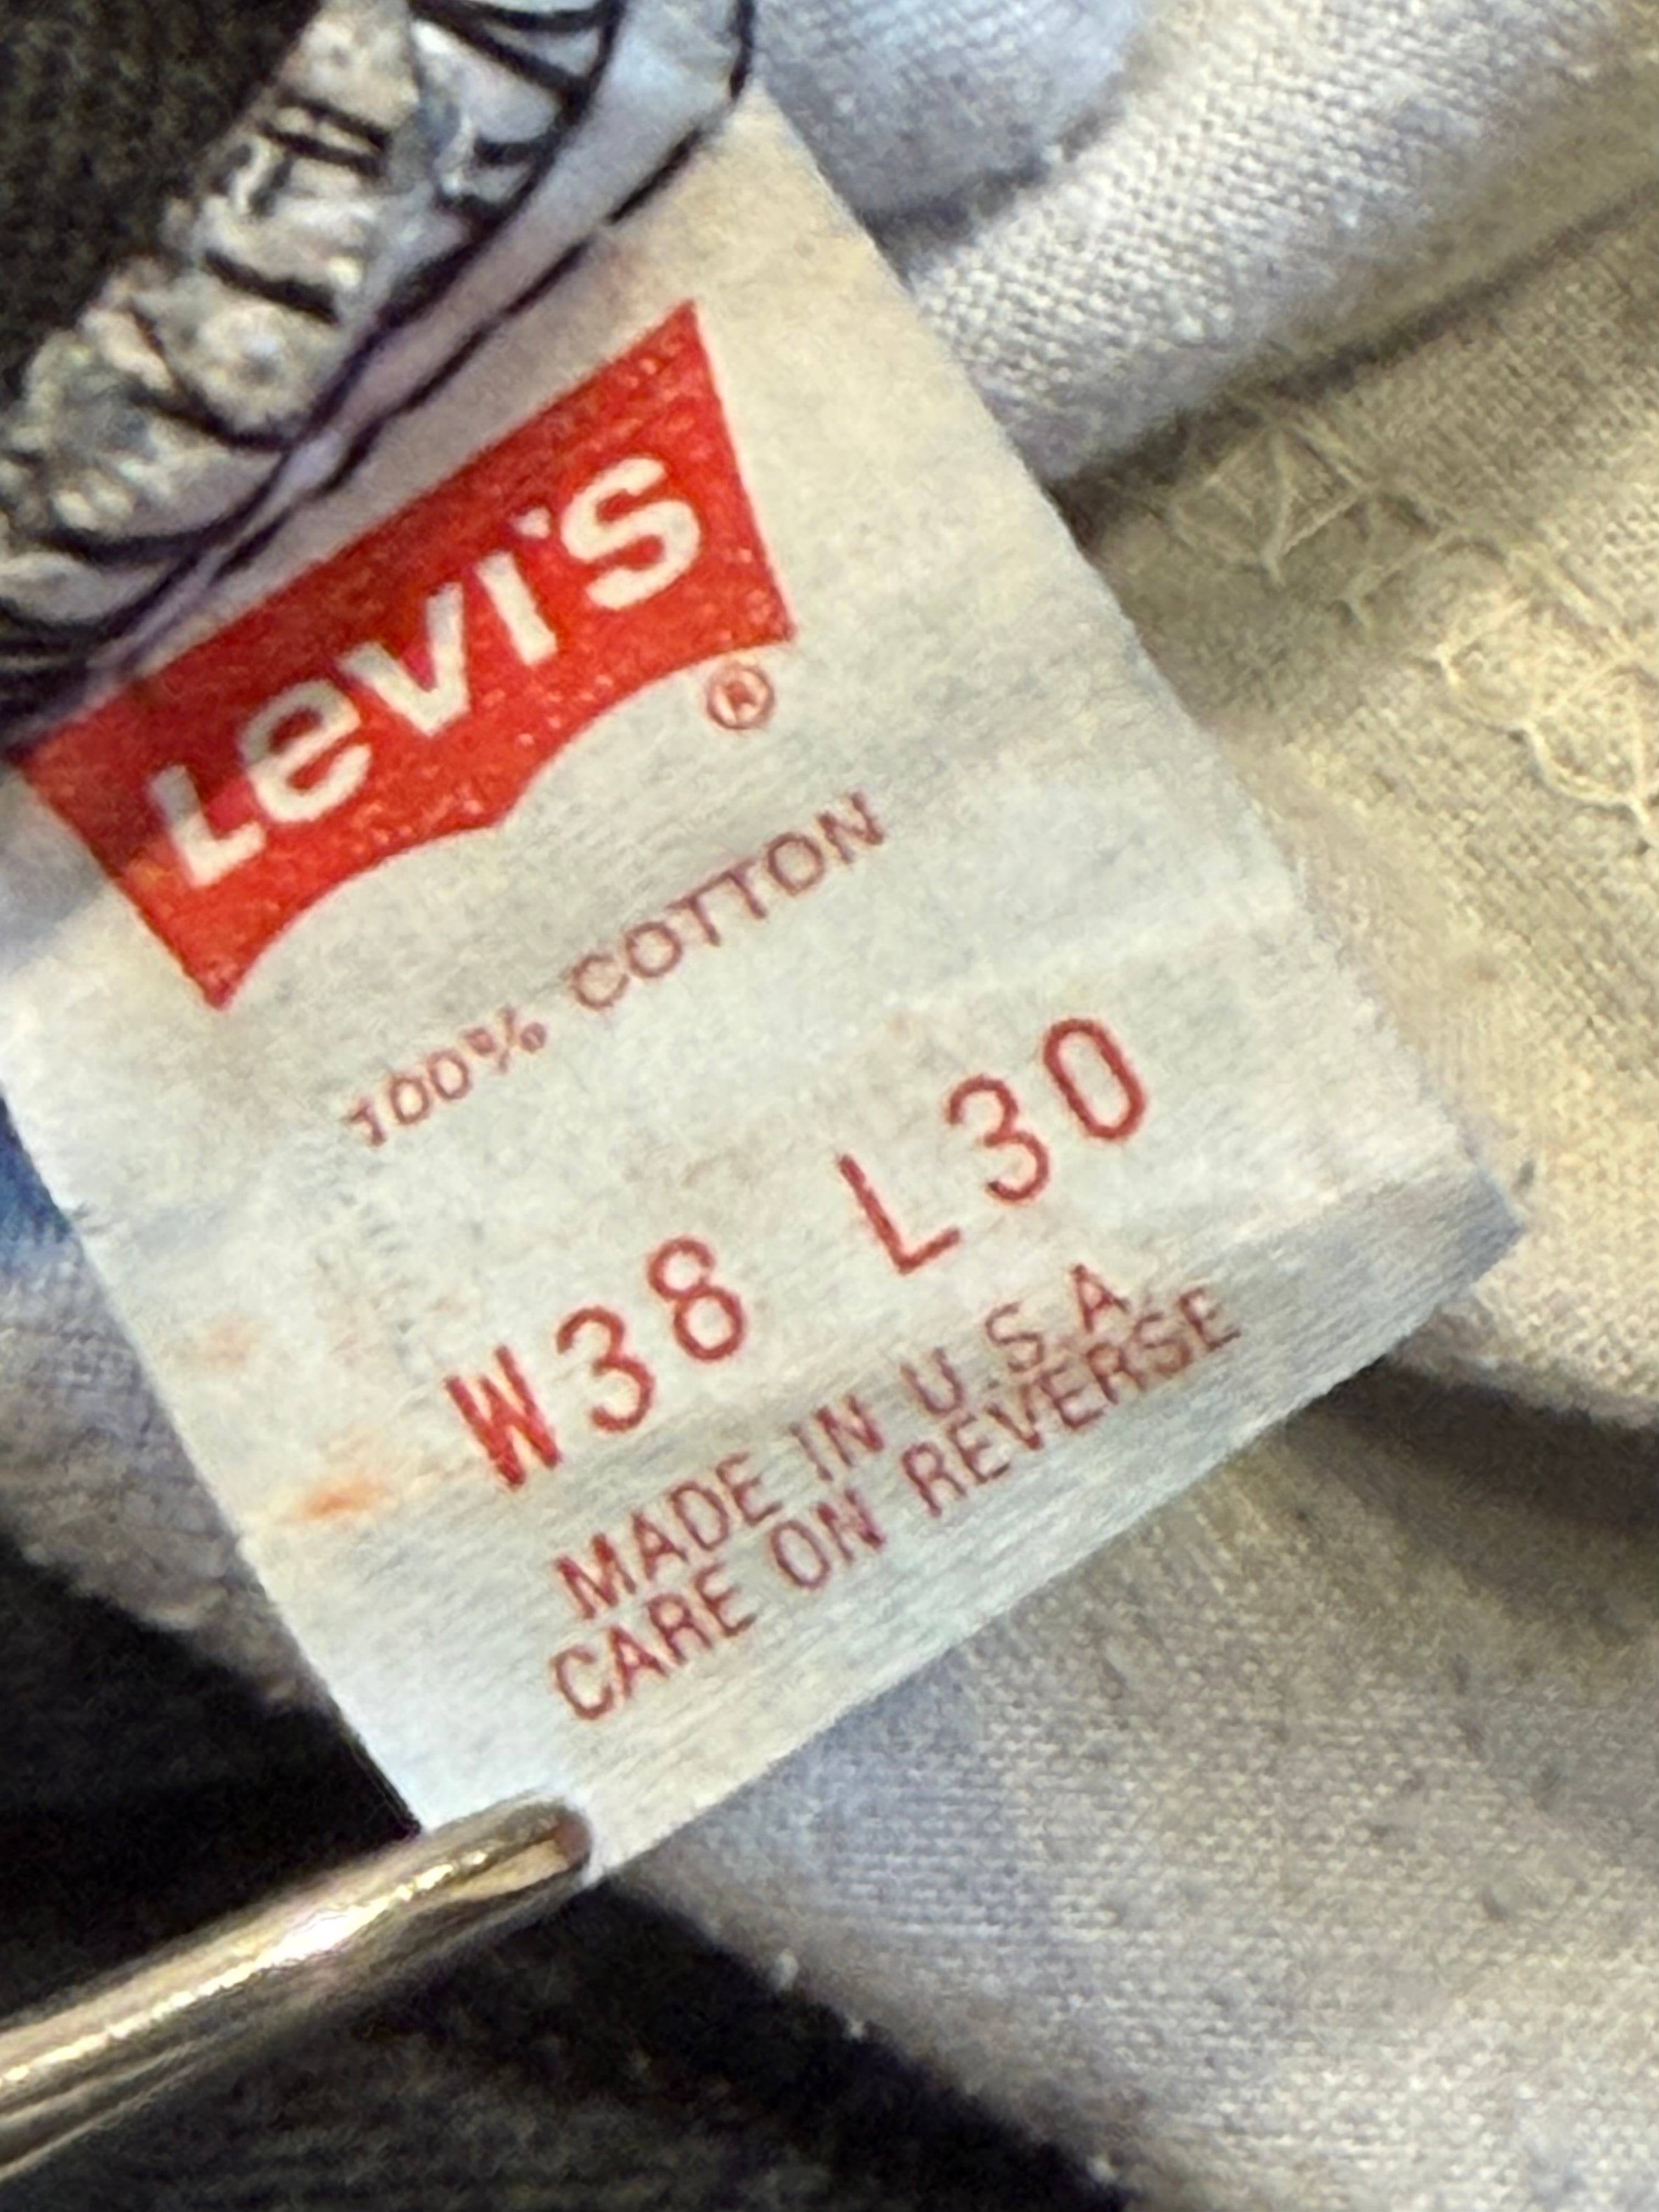 Levi's ®
100% COTTON
W38 L30
MADE IN U.S.A
CARE ON REVERSE